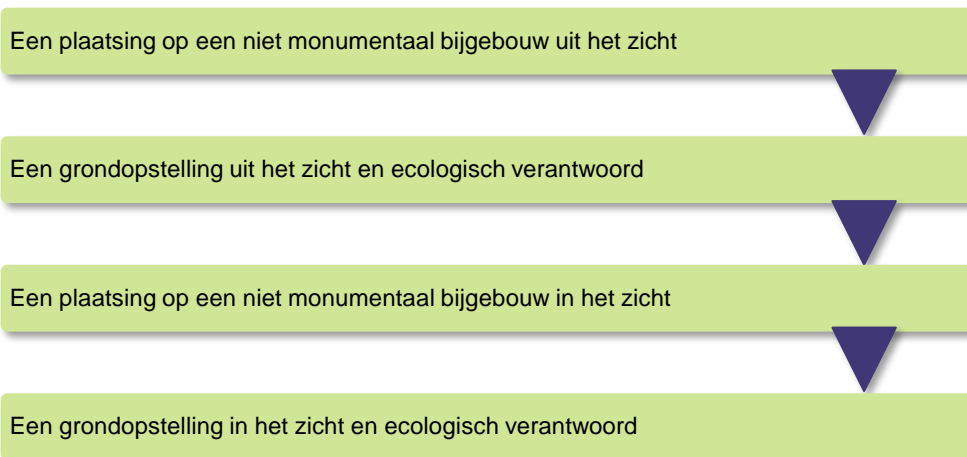 Een plaatsing op een niet monumentaal bijgebouw uit het zicht
Een grondopstelling uit het zicht en ecologisch verantwoord
Een plaatsing op een niet monumentaal bijgebouw in het zicht
Een grondopstelling in het zicht en ecologisch verantwoord